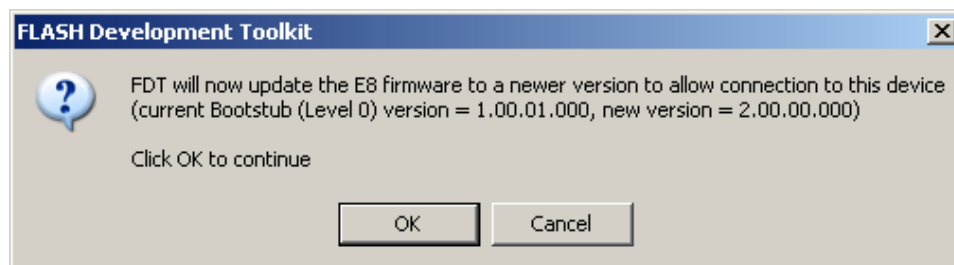 FLASH Development Toolkit
FDT will now update the E8 firmware to a newer version to allow connection to this device
(current Bootstub (Level 0) version = 1.00.01.000, new version = 2.00.00.000)
Click OK to continue
OK Cancel